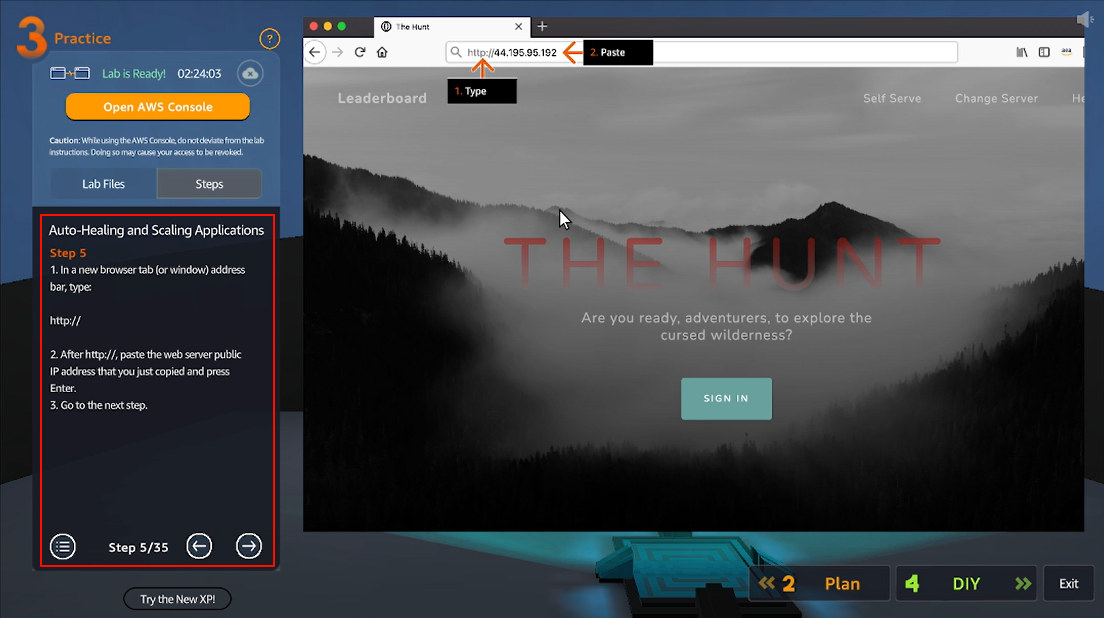 3 Practice
?
Lab is Ready! 02:24:03
Open AWS Console
Caution: While using the AWS Console, do not deviate from the lab
instructions. Doing so may cause your access to be revoked.
Lab Files
Steps
Auto-Healing and Scaling Applications
Step 5
1. In a new browser tab (or window) address
bar, type:
http://
2. After http://, paste the web server public
IP address that you just copied and press
Enter.
3. Go to the next step.
Step 5/35
Try the New XP!
The Hunt
http://44.195.95.192
2. Paste
1. Type
Leaderboard
Self Serve
Change Server
He
THE HUNT
Are you ready, adventurers, to explore the
cursed wilderness?
SIGN IN
2 Plan
4 DIY
Exit